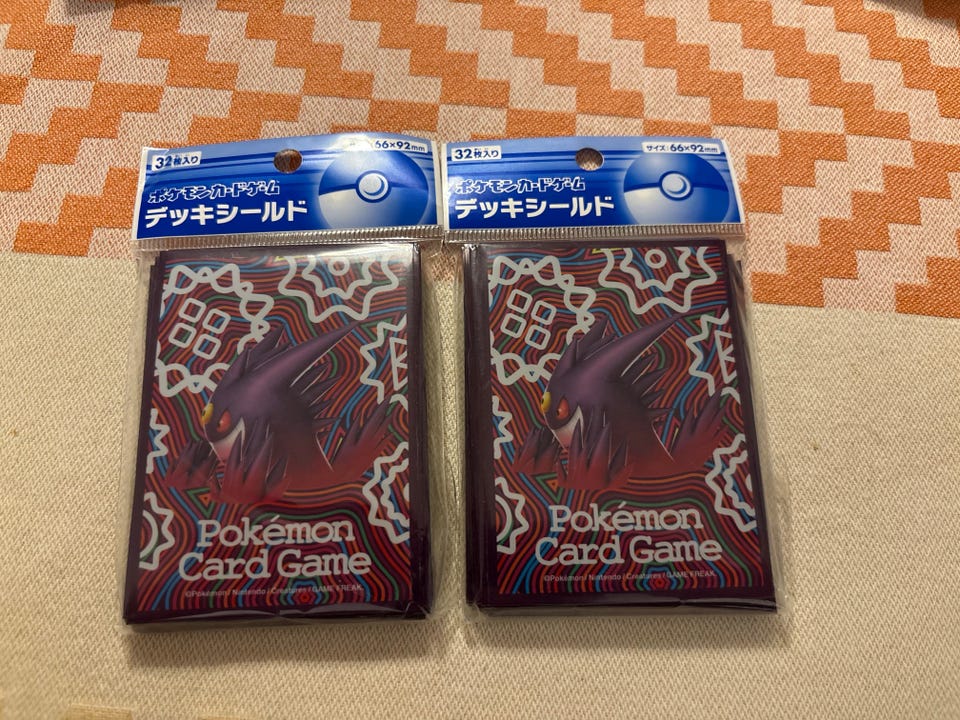 32枚入り
66×92mm
ポケモンカードゲーム
デッキシールド
Pokémon
Card Game
©Pokémon / Nintendo / Creatures / GAME FREAK.
32枚入り
サイズ:66×92mm
ポケモンカードゲーム
デッキシールド
Pokémon
Card Game
©Pokémon / Nintendo / Creatures / GAME FREAK.